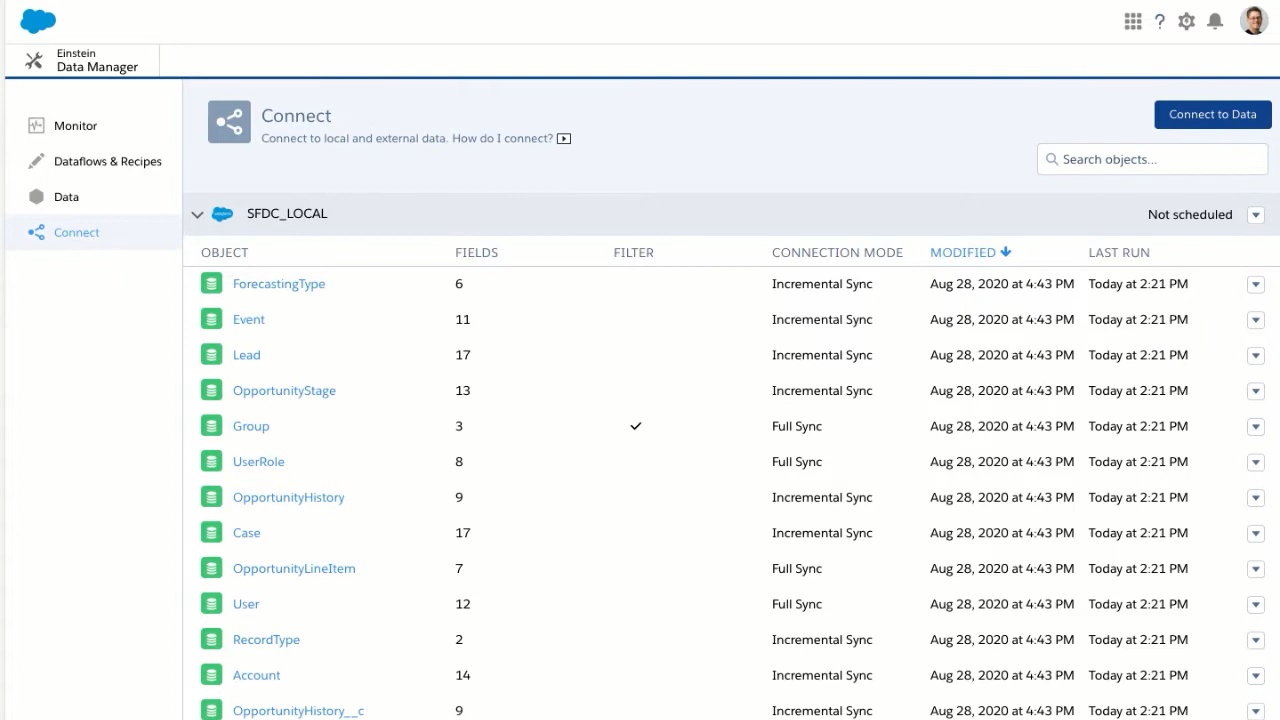 ?
Einstein
Data Manager
Monitor
Dataflows & Recipes
Data
Connect
Connect
Connect to local and external data. How do I connect?
Connect to Data
Search objects...
SFDC_LOCAL Not scheduled
OBJECT FIELDS FILTER CONNECTION MODE MODIFIED LAST RUN
ForecastingType 6 Incremental Sync Aug 28, 2020 at 4:43 PM Today at 2:21 PM
Event 11 Incremental Sync Aug 28, 2020 at 4:43 PM Today at 2:21 PM
Lead 17 Incremental Sync Aug 28, 2020 at 4:43 PM Today at 2:21 PM
OpportunityStage 13 Incremental Sync Aug 28, 2020 at 4:43 PM Today at 2:21 PM
Group 3 Full Sync Aug 28, 2020 at 4:43 PM Today at 2:21 PM
UserRole 8 Full Sync Aug 28, 2020 at 4:43 PM Today at 2:21 PM
OpportunityHistory 9 Incremental Sync Aug 28, 2020 at 4:43 PM Today at 2:21 PM
Case 17 Incremental Sync Aug 28, 2020 at 4:43 PM Today at 2:21 PM
OpportunityLineItem 7 Full Sync Aug 28, 2020 at 4:43 PM Today at 2:21 PM
User 12 Full Sync Aug 28, 2020 at 4:43 PM Today at 2:21 PM
RecordType 2 Incremental Sync Aug 28, 2020 at 4:43 PM Today at 2:21 PM
Account 14 Incremental Sync Aug 28, 2020 at 4:43 PM Today at 2:21 PM
OpportunityHistory__c 9 Incremental Sync Aug 28, 2020 at 4:43 PM Today at 2:21 PM